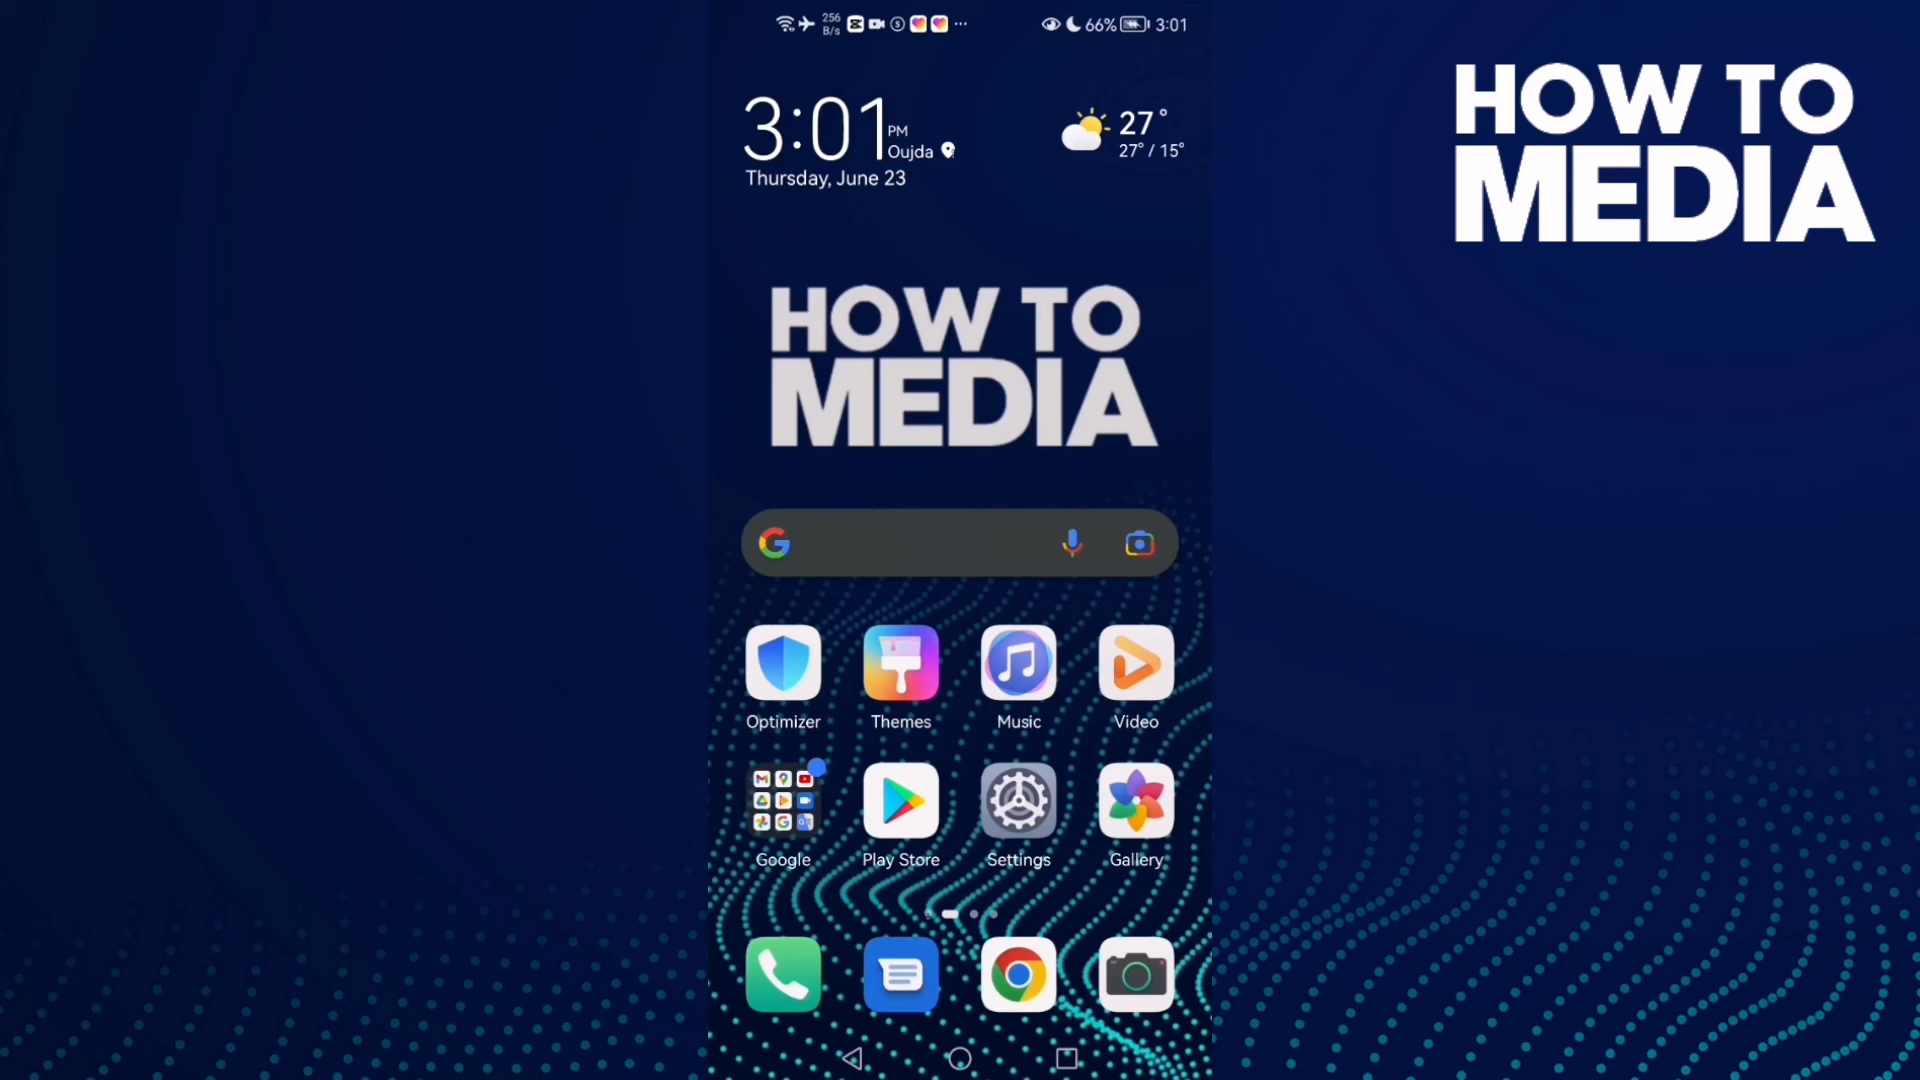 256
B/s
66%
3:01
3:01
PM
Oujda
Thursday, June 23
27°
27° / 15°
HOW TO
MEDIA
HOW TO
MEDIA
Optimizer
Themes
Music
Video
Google
Play Store
Settings
Gallery